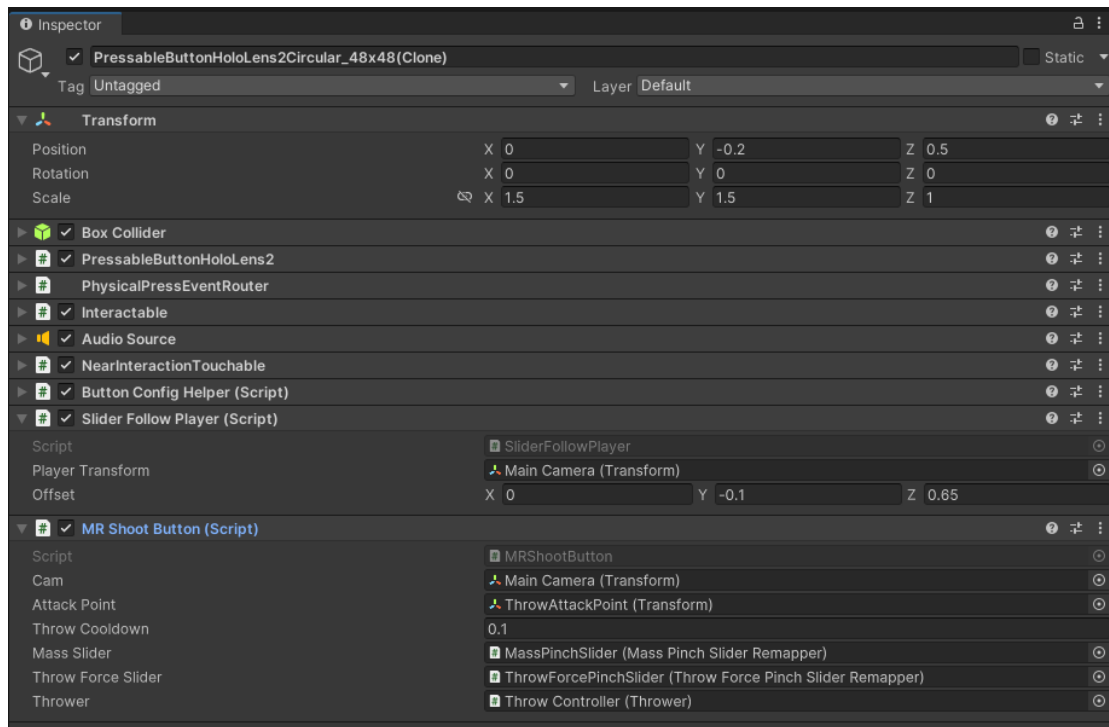 Inspector
PressableButtonHoloLens2Circular_48x48(Clone) Static
Tag Untagged Layer Default
Transform
Position X 0 Y -0.2 Z 0.5
Rotation X 0 Y 0 Z 0
Scale X 1.5 Y 1.5 Z 1
Box Collider
# PressableButtonHoloLens2
# PhysicalPressEventRouter
# Interactable
Audio Source
# NearInteractionTouchable
# Button Config Helper (Script)
# Slider Follow Player (Script)
Script # SliderFollowPlayer
Player Transform Main Camera (Transform)
Offset X 0 Y -0.1 Z 0.65
# MR Shoot Button (Script)
Script # MRShootButton
Cam Main Camera (Transform)
Attack Point ThrowAttackPoint (Transform)
Throw Cooldown 0.1
Mass Slider # MassPinchSlider (Mass Pinch Slider Remapper)
Throw Force Slider # ThrowForcePinchSlider (Throw Force Pinch Slider Remapper)
Thrower # Throw Controller (Thrower)